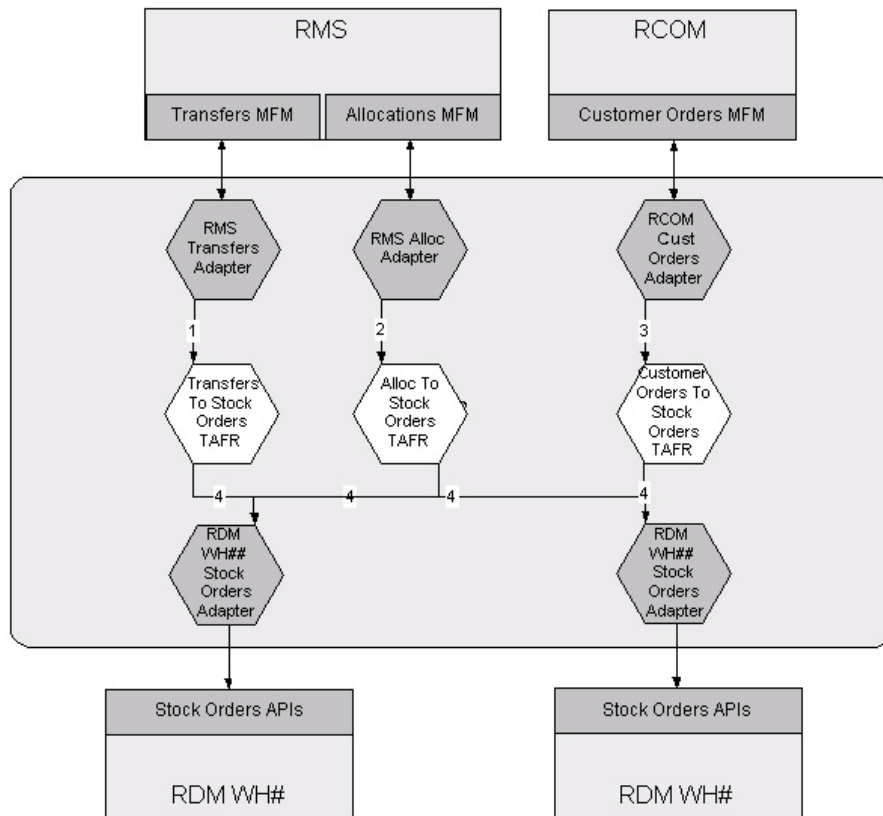 RMS
RCOM
Transfers MFM
Allocations MFM
Customer Orders MFM
RMS
Transfers
Adapter
RMS Alloc
Adapter
RCOM
Cust
Orders
Adapter
1
2
3
Transfers
To Stock
Orders
TAFR
Alloc To
Stock
Orders
TAFR
Customer
Orders To
Stock
Orders
TAFR
4
4
4
4
RDM
WH##
Stock
Orders
Adapter
RDM
WH##
Stock
Orders
Adapter
Stock Orders APIs
Stock Orders APIs
RDM WH#
RDM WH#